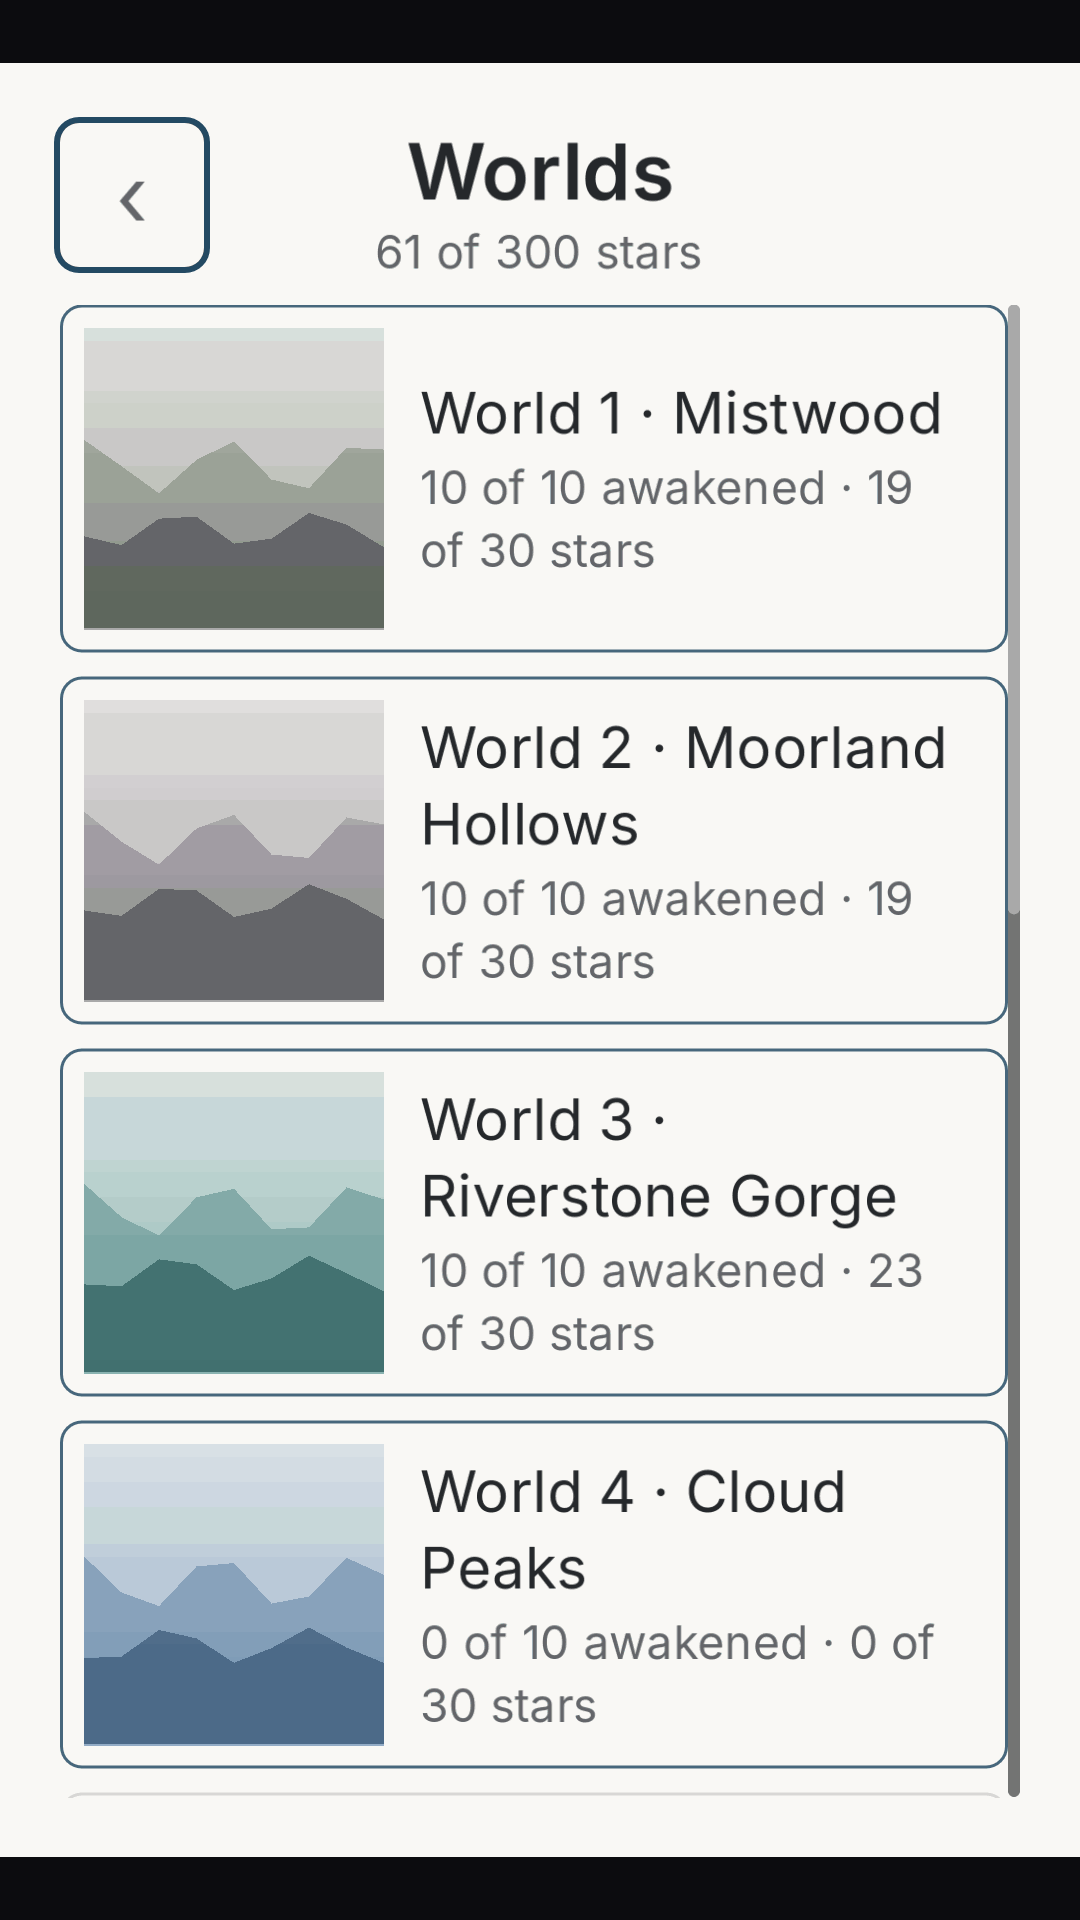 ‹
Worlds
61 of 300 stars
World 1 · Mistwood
10 of 10 awakened · 19
of 30 stars
World 2 · Moorland
Hollows
10 of 10 awakened · 19
of 30 stars
World 3 ·
Riverstone Gorge
10 of 10 awakened · 23
of 30 stars
World 4 · Cloud
Peaks
0 of 10 awakened · 0 of
30 stars